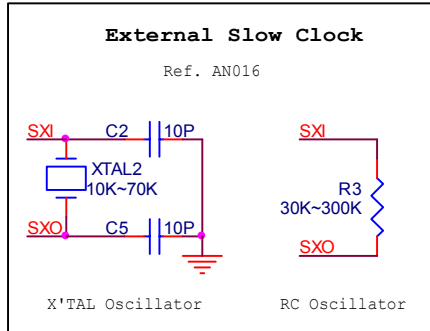 External Slow Clock
Ref. AN016
SXI C2 10P SXI
XTAL2
10K~70K
R3
30K~300K
SXO C5 10P SXO
X'TAL Oscillator RC Oscillator